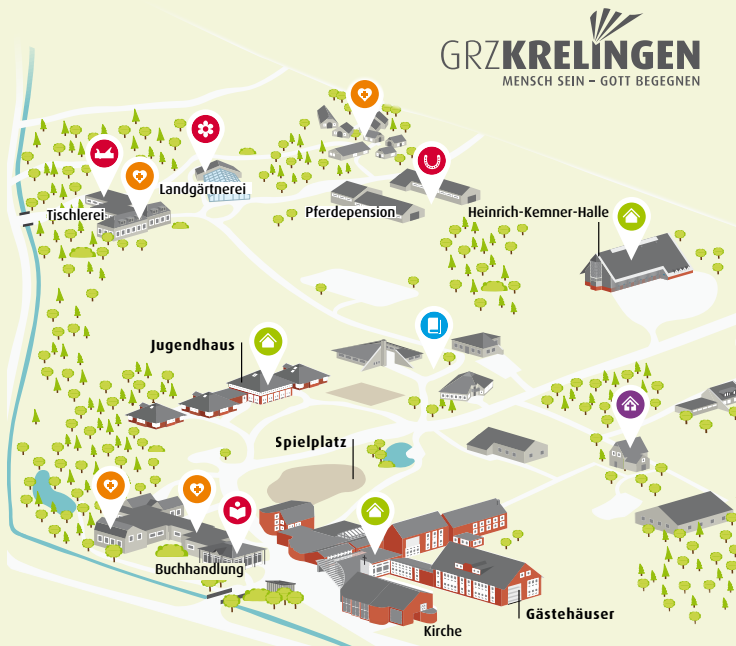 GRZKRELINGEN
MENSCH SEIN – GOTT BEGEGNEN
Landgärtnerei
Tischlerei
Pferdepension
Heinrich-Kemner-Halle
Jugendhaus
Spielplatz
Buchhandlung
Gästehäuser
Kirche